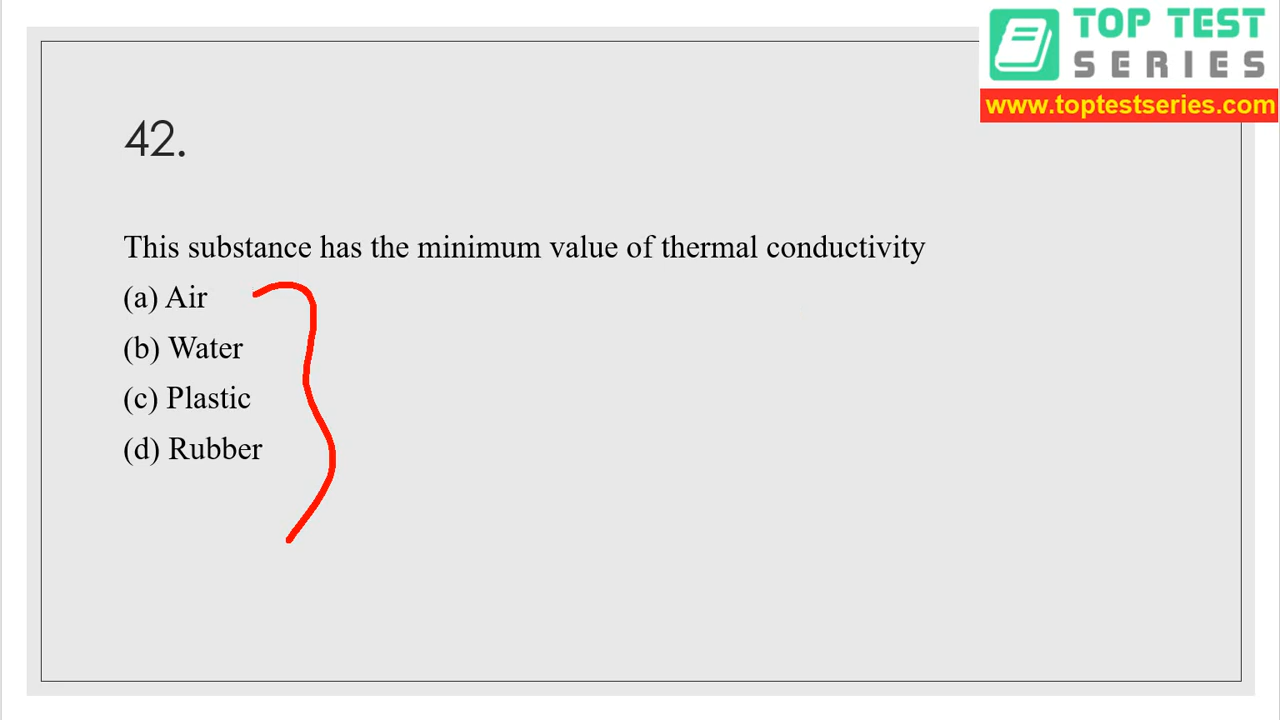 TOP TEST
SERIES
www.toptestseries.com
42.
This substance has the minimum value of thermal conductivity
(a) Air
(b) Water
(c) Plastic
(d) Rubber